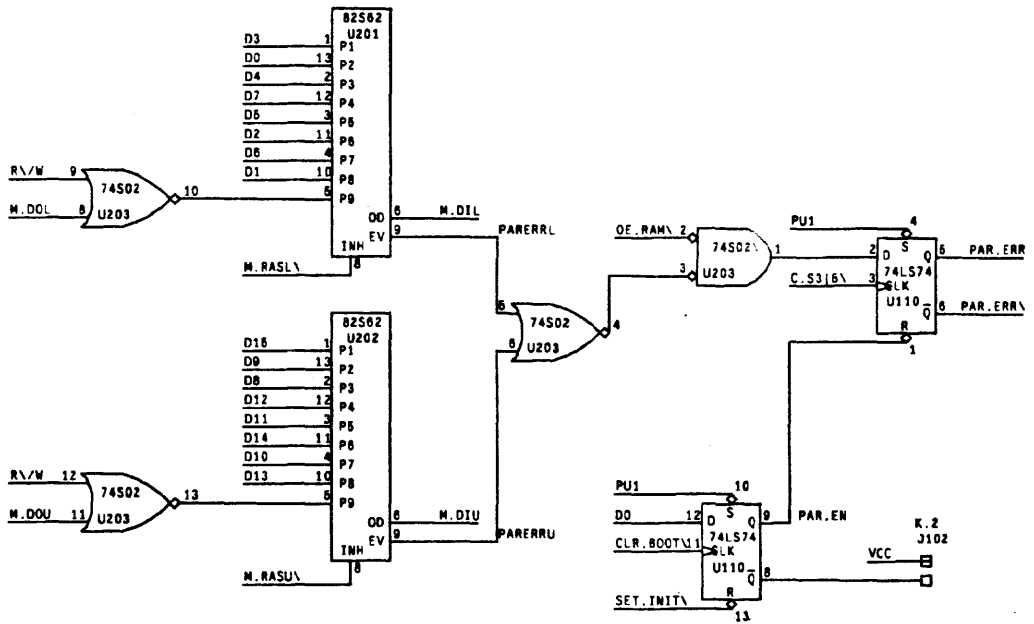 82S62
U201
D3 1 P1
D0 13 P2
D4 2 P3
D7 12 P4
D5 3 P5
D2 11 P6
D6 4 P7
D1 10 P8
5 P9
R\/W 9
M.DOL 8
74S02
U203
10
OD 6 M.DIL
EV 9 PARERRL
INH
8
M.RASL\
82S62
U202
D15 1 P1
D9 13 P2
D8 2 P3
D12 12 P4
D11 3 P5
D14 11 P6
D10 4 P7
D13 10 P8
5 P9
R\/W 12
M.DOU 11
74S02
U203
13
OD 6 M.DIU
EV 9 PARERRU
INH
8
M.RASU\
5
6
74S02
U203
4
OE.RAM\ 2
3
74S02\
U203
1
PU1 4
S
2 D Q 5 PAR.ERR
74LS74
C.S3|6\ 3 CLK
U110 Q 6 PAR.ERR\
R
1
PU1 10
S
D0 12 D Q 9 PAR.EN
74LS74
CLR.BOOT\ 11 CLK
U110 Q 8
R
SET.INIT\
13
K.2
J102
VCC